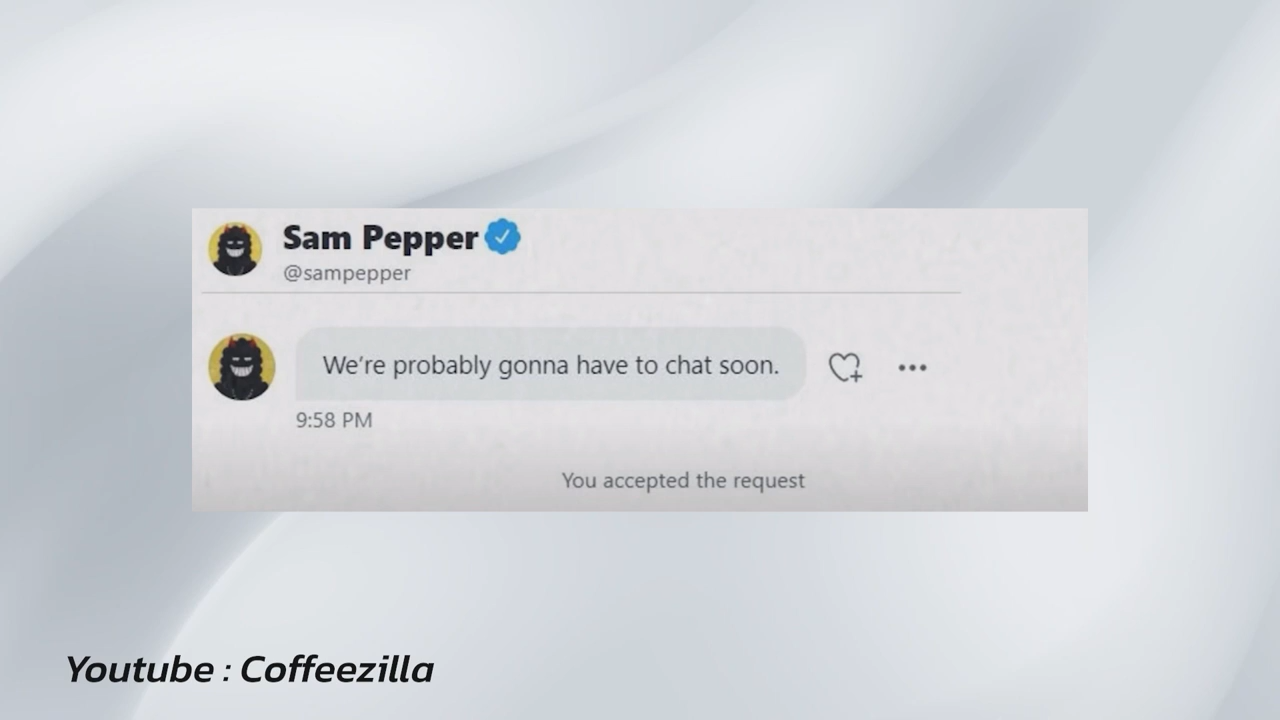 Sam Pepper
@sampepper
We're probably gonna have to chat soon.
9:58 PM
You accepted the request
Youtube : Coffeezilla